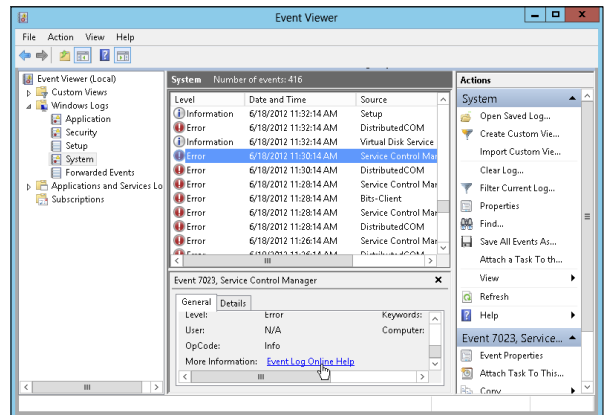 Event Viewer
File Action View Help
Event Viewer (Local)
Custom Views
Windows Logs
Application
Security
Setup
System
Forwarded Events
Applications and Services Lo
Subscriptions
System Number of events: 416
Level Date and Time Source
Information 6/18/2012 11:32:14 AM Setup
Error 6/18/2012 11:32:14 AM DistributedCOM
Information 6/18/2012 11:32:14 AM Virtual Disk Service
Error 6/18/2012 11:30:14 AM Service Control Mar
Error 6/18/2012 11:30:14 AM DistributedCOM
Error 6/18/2012 11:28:14 AM Service Control Mar
Error 6/18/2012 11:28:14 AM Bits-Client
Error 6/18/2012 11:28:14 AM Service Control Mar
Error 6/18/2012 11:28:14 AM DistributedCOM
Error 6/18/2012 11:26:14 AM Service Control Mar
Error 6/18/2012 11:26:14 AM DistributedCOM
Event 7023, Service Control Manager
General Details
Level: Error Keywords:
User: N/A Computer:
OpCode: Info
More Information: Event Log Online Help
Actions
System
Open Saved Log...
Create Custom Vie...
Import Custom Vie...
Clear Log...
Filter Current Log...
Properties
Find...
Save All Events As...
Attach a Task To th...
View
Refresh
Help
Event 7023, Service...
Event Properties
Attach Task To This...
Copy